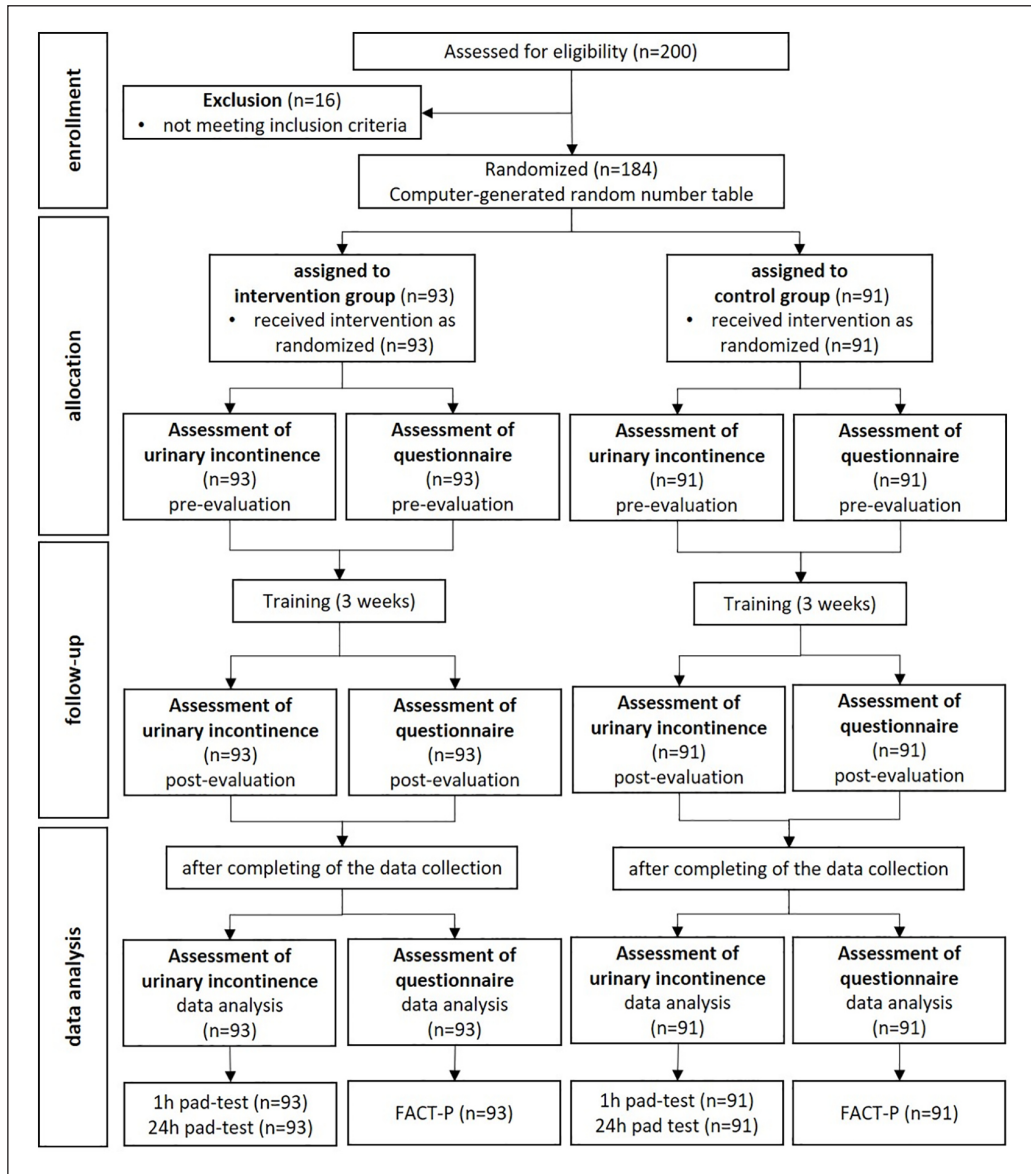 enrollment
Assessed for eligibility (n=200)
Exclusion (n=16)
• not meeting inclusion criteria
Randomized (n=184)
Computer-generated random number table
allocation
assigned to
intervention group (n=93)
• received intervention as
randomized (n=93)
assigned to
control group (n=91)
• received intervention as
randomized (n=91)
Assessment of
urinary incontinence
(n=93)
pre-evaluation
Assessment of
questionnaire
(n=93)
pre-evaluation
Assessment of
urinary incontinence
(n=91)
pre-evaluation
Assessment of
questionnaire
(n=91)
pre-evaluation
follow-up
Training (3 weeks)
Training (3 weeks)
Assessment of
urinary incontinence
(n=93)
post-evaluation
Assessment of
questionnaire
(n=93)
post-evaluation
Assessment of
urinary incontinence
(n=91)
post-evaluation
Assessment of
questionnaire
(n=91)
post-evaluation
data analysis
after completing of the data collection
after completing of the data collection
Assessment of
urinary incontinence
data analysis
(n=93)
Assessment of
questionnaire
data analysis
(n=93)
Assessment of
urinary incontinence
data analysis
(n=91)
Assessment of
questionnaire
data analysis
(n=91)
1h pad-test (n=93)
24h pad-test (n=93)
FACT-P (n=93)
1h pad-test (n=91)
24h pad test (n=91)
FACT-P (n=91)